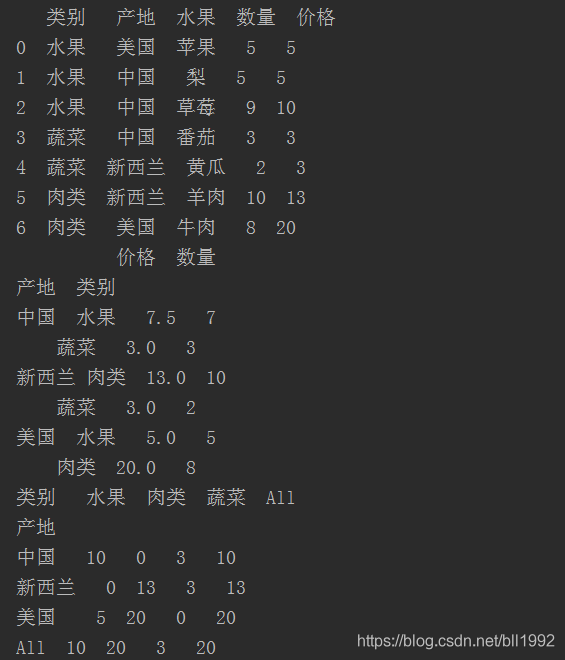 类别 产地 水果 数量 价格
0 水果 美国 苹果 5 5
1 水果 中国 梨 5 5
2 水果 中国 草莓 9 10
3 蔬菜 中国 番茄 3 3
4 蔬菜 新西兰 黄瓜 2 3
5 肉类 新西兰 羊肉 10 13
6 肉类 美国 牛肉 8 20
价格 数量
产地 类别
中国 水果 7.5 7
蔬菜 3.0 3
新西兰 肉类 13.0 10
蔬菜 3.0 2
美国 水果 5.0 5
肉类 20.0 8
类别 水果 肉类 蔬菜 All
产地
中国 10 0 3 10
新西兰 0 13 3 13
美国 5 20 0 20
All 10 20 3 20
https://blog.csdn.net/bll1992